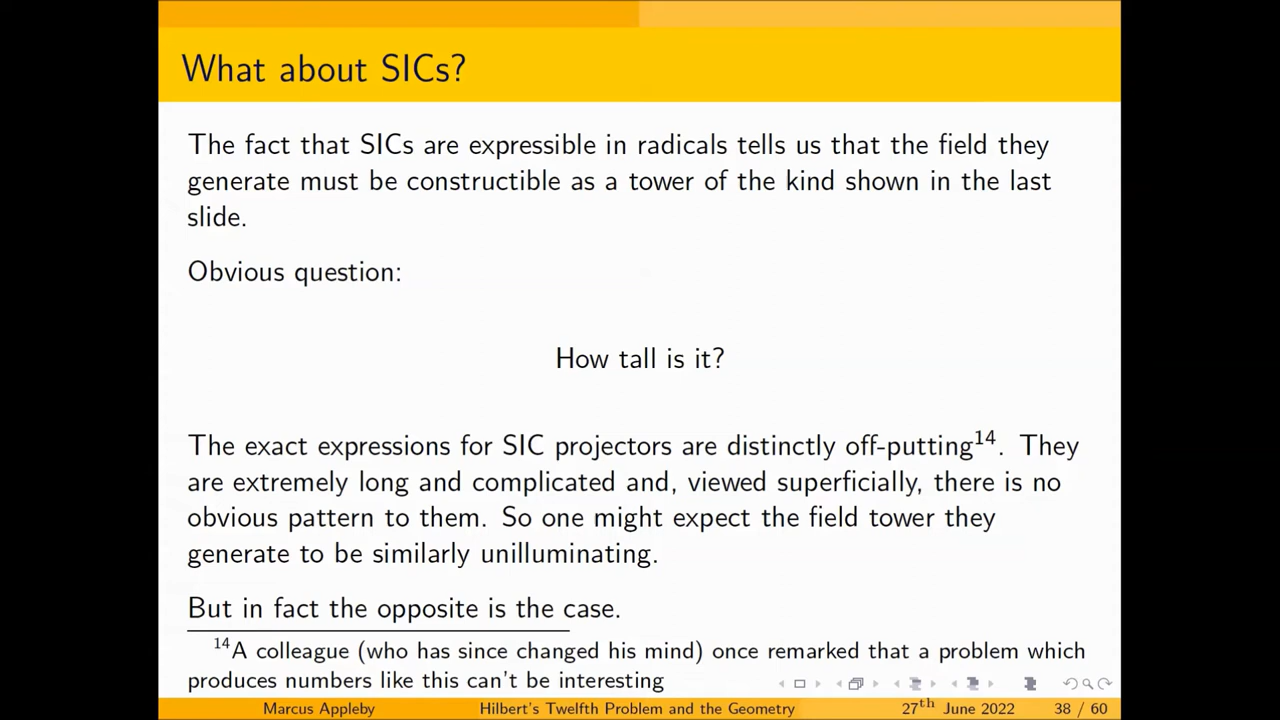 What about SICs?
The fact that SICs are expressible in radicals tells us that the field they
generate must be constructible as a tower of the kind shown in the last
slide.
Obvious question:
How tall is it?
The exact expressions for SIC projectors are distinctly off-putting¹⁴. They
are extremely long and complicated and, viewed superficially, there is no
obvious pattern to them. So one might expect the field tower they
generate to be similarly unilluminating.
But in fact the opposite is the case.
¹⁴A colleague (who has since changed his mind) once remarked that a problem which
produces numbers like this can't be interesting
Marcus Appleby Hilbert's Twelfth Problem and the Geometry 27th June 2022 38 / 60